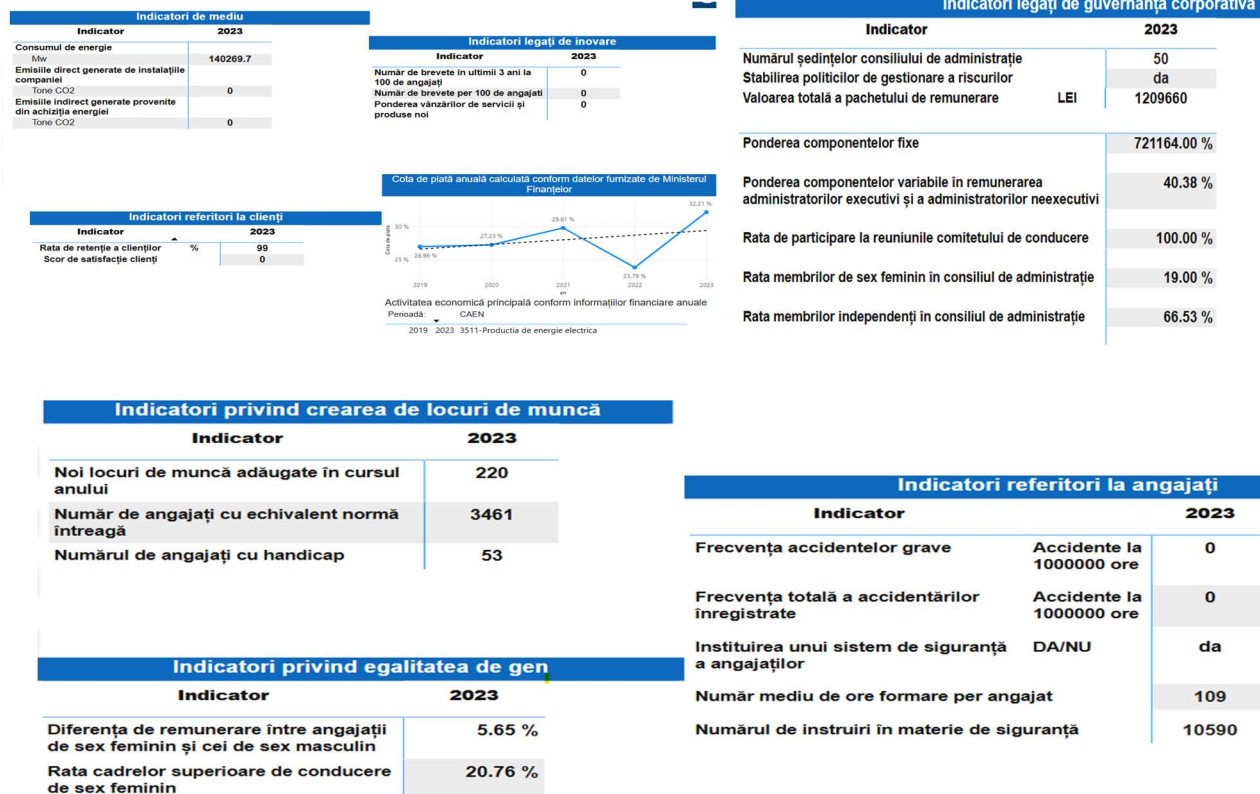 Indicatori de mediu
Indicator 2023
Consumul de energie
Mw 140269.7
Emisiile direct generate de instalațiile
companiei
Tone CO2 0
Emisiile indirect generate provenite
din achiziția energiei
Tone CO2 0
Indicatori legați de inovare
Indicator 2023
Număr de brevete în ultimii 3 ani la 0
100 de angajați
Număr de brevete per 100 de angajati 0
Ponderea vânzărilor de servicii și 0
produse noi
Indicatori legați de guvernanța corporativă
Indicator 2023
Numărul ședințelor consiliului de administrație 50
Stabilirea politicilor de gestionare a riscurilor da
Valoarea totală a pachetului de remunerare LEI 1209660
Ponderea componentelor fixe 721164.00 %
Ponderea componentelor variabile în remunerarea 40.38 %
administratorilor executivi și a administratorilor neexecutivi
Rata de participare la reuniunile comitetului de conducere 100.00 %
Rata membrilor de sex feminin în consiliul de administrație 19.00 %
Rata membrilor independenți în consiliul de administrație 66.53 %
Indicatori referitori la clienți
Indicator 2023
Rata de retenție a clienților % 99
Scor de satisfacție clienți 0
Cota de piată anuală calculată conform datelor furnizate de Ministerul
Finanțelor
Cota de piata
30 %
25 %
26.96 %
27.23 %
29.81 %
23.79 %
32.21 %
2019 2020 2021 2022 2023
an
Activitatea economică principală conform informațiilor financiare anuale
Perioadă: CAEN
2019 2023 3511-Productia de energie electrica
Indicatori privind crearea de locuri de muncă
Indicator 2023
Noi locuri de muncă adăugate în cursul 220
anului
Număr de angajați cu echivalent normă 3461
întreagă
Numărul de angajați cu handicap 53
Indicatori referitori la angajați
Indicator 2023
Frecvența accidentelor grave Accidente la 0
1000000 ore
Frecvența totală a accidentărilor Accidente la 0
înregistrate 1000000 ore
Instituirea unui sistem de siguranță DA/NU da
a angajaților
Număr mediu de ore formare per angajat 109
Numărul de instruiri în materie de siguranță 10590
Indicatori privind egalitatea de gen
Indicator 2023
Diferența de remunerare între angajații 5.65 %
de sex feminin și cei de sex masculin
Rata cadrelor superioare de conducere 20.76 %
de sex feminin